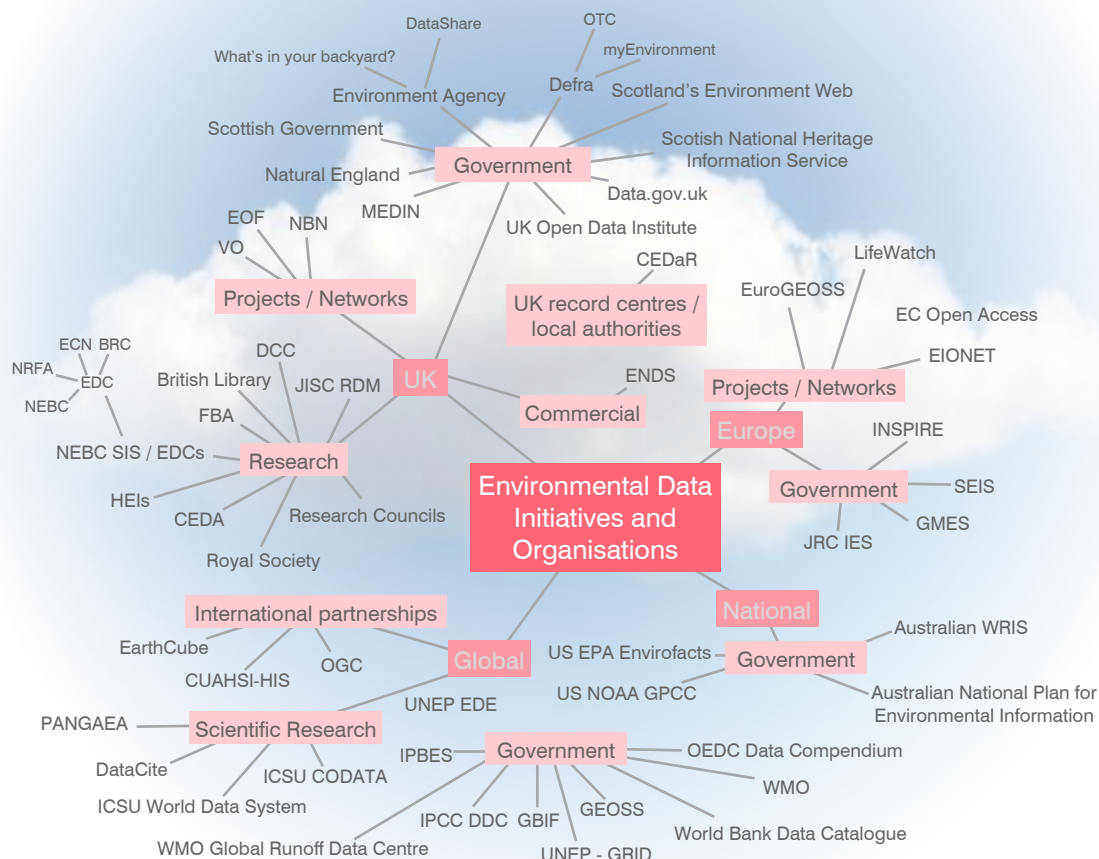 DataShare
OTC
What's in your backyard?
myEnvironment
Defra
Environment Agency
Scotland's Environment Web
Scottish Government
Scotish National Heritage
Information Service
Government
Natural England
Data.gov.uk
MEDIN
UK Open Data Institute
EOF
NBN
VO
CEDaR
LifeWatch
Projects / Networks
UK record centres /
local authorities
EuroGEOSS
EC Open Access
ECN
BRC
DCC
EIONET
NRFA
EDC
British Library
JISC RDM
UK
ENDS
Projects / Networks
NEBC
FBA
Commercial
Europe
INSPIRE
NEBC SIS / EDCs
Research
Environmental Data
Initiatives and
Organisations
Government
SEIS
HEIs
CEDA
Research Councils
GMES
JRC IES
Royal Society
International partnerships
National
EarthCube
Australian WRIS
CUAHSI-HIS
OGC
Global
US EPA Envirofacts
Government
US NOAA GPCC
Australian National Plan for
Environmental Information
UNEP EDE
PANGAEA
Scientific Research
IPBES
Government
OEDC Data Compendium
DataCite
ICSU CODATA
WMO
ICSU World Data System
IPCC DDC
GBIF
GEOSS
World Bank Data Catalogue
WMO Global Runoff Data Centre
UNEP - GRID